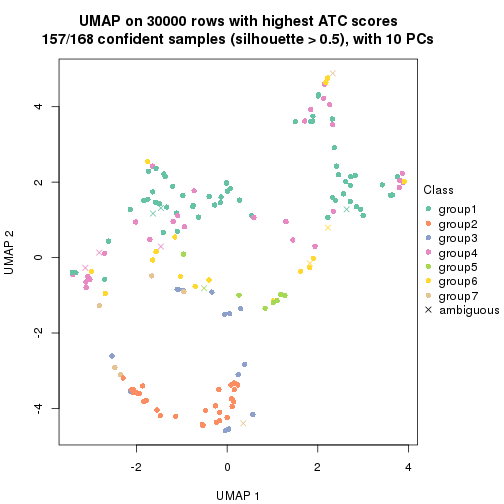 UMAP on 30000 rows with highest ATC scores
157/168 confident samples (silhouette > 0.5), with 10 PCs
4
2
0
-2
-4
UMAP 2
-2
0
2
4
UMAP 1
Class
group1
group2
group3
group4
group5
group6
group7
ambiguous